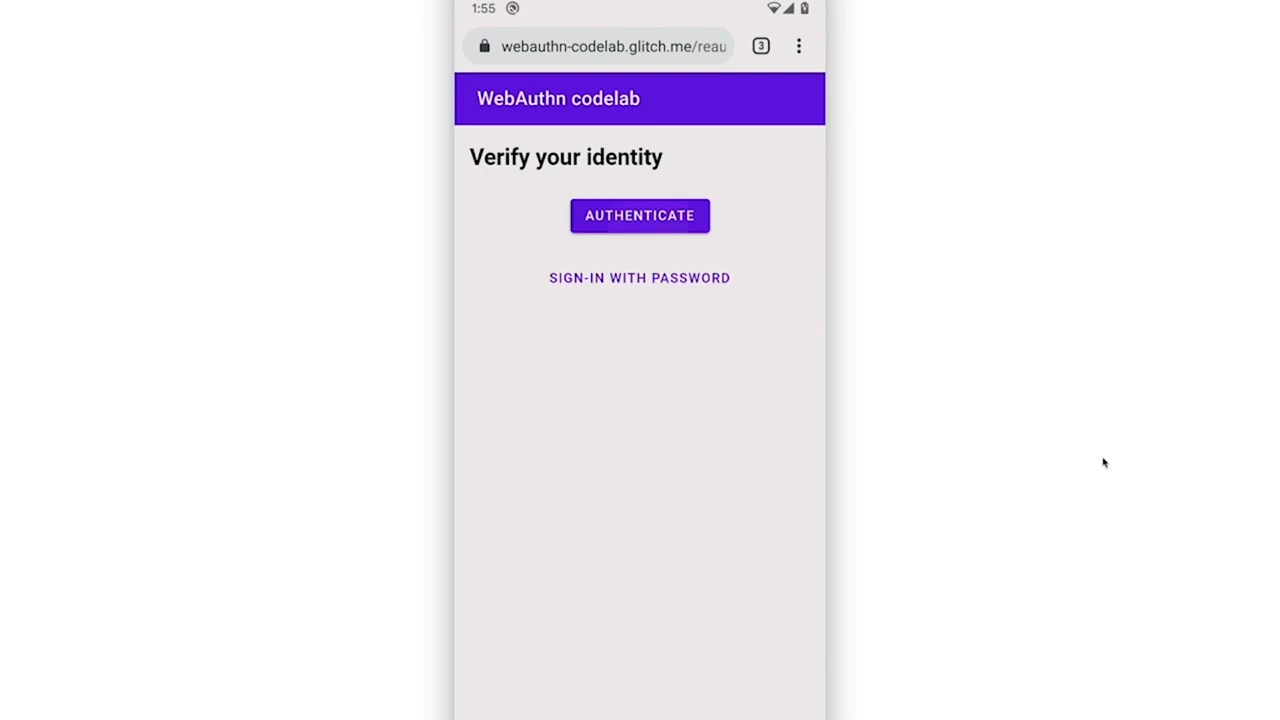 1:55
webauthn-codelab.glitch.me/reau
3
WebAuthn codelab
Verify your identity
AUTHENTICATE
SIGN-IN WITH PASSWORD